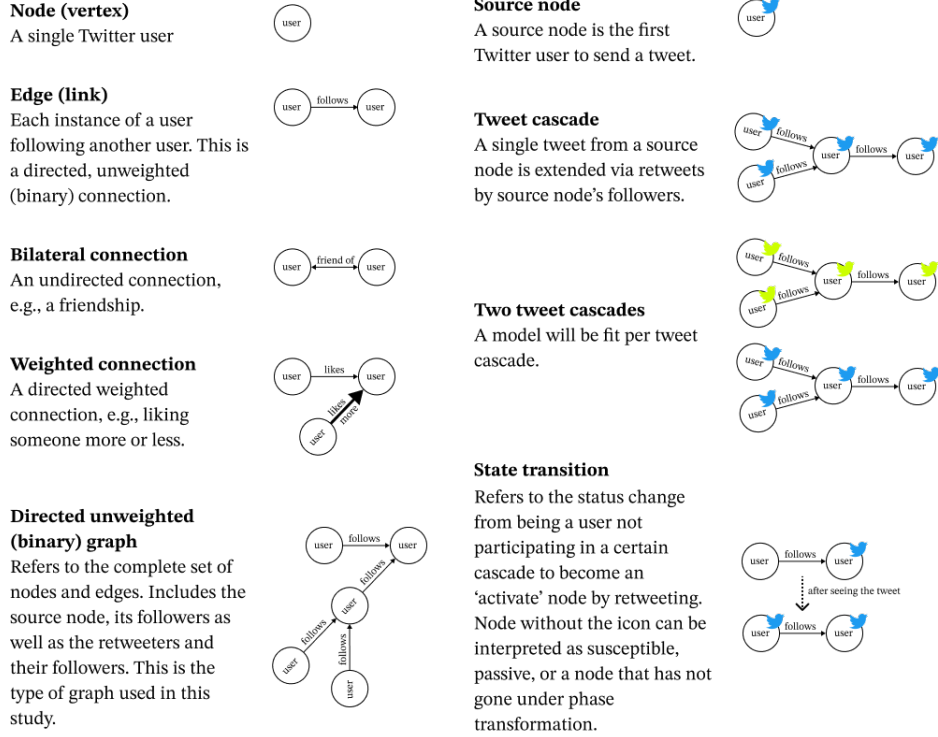 Node (vertex)
A single Twitter user
user
Edge (link)
Each instance of a user
following another user. This is
a directed, unweighted
(binary) connection.
user follows user
Bilateral connection
An undirected connection,
e.g., a friendship.
user friend of user
Weighted connection
A directed weighted
connection, e.g., liking
someone more or less.
user likes user
likes
more
user
Directed unweighted
(binary) graph
Refers to the complete set of
nodes and edges. Includes the
source node, its followers as
well as the retweeters and
their followers. This is the
type of graph used in this
study.
user follows user
follows
user
follows
follows
user
user
Source node
A source node is the first
Twitter user to send a tweet.
user
Tweet cascade
A single tweet from a source
node is extended via retweets
by source node's followers.
user follows
user follows user
user follows
Two tweet cascades
A model will be fit per tweet
cascade.
user follows
user follows user
user follows
user follows
user follows user
user follows
State transition
Refers to the status change
from being a user not
participating in a certain
cascade to become an
‘activate’ node by retweeting.
Node without the icon can be
interpreted as susceptible,
passive, or a node that has not
gone under phase
transformation.
user follows user
after seeing the tweet
user follows user